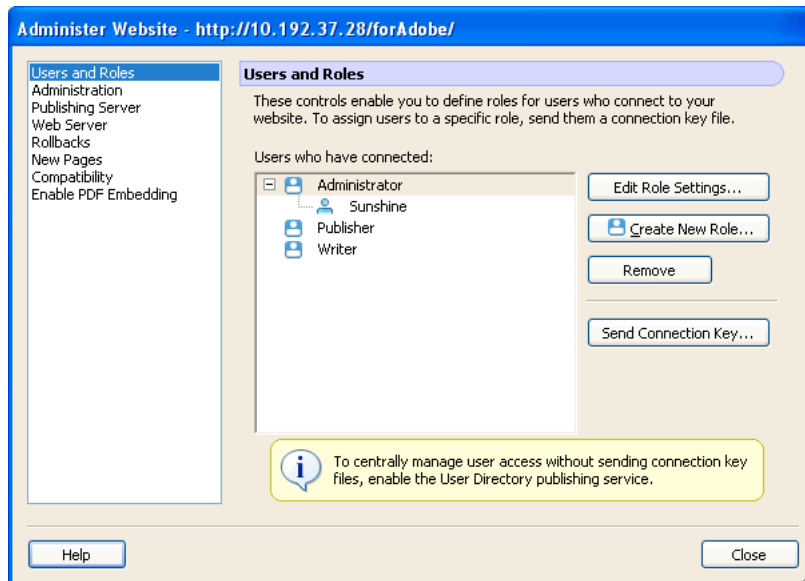 Administer Website - http://10.192.37.28/forAdobe/
Users and Roles
Administration
Publishing Server
Web Server
Rollbacks
New Pages
Compatibility
Enable PDF Embedding
Users and Roles
These controls enable you to define roles for users who connect to your
website. To assign users to a specific role, send them a connection key file.
Users who have connected:
Administrator
Sunshine
Publisher
Writer
Edit Role Settings...
Create New Role...
Remove
Send Connection Key...
To centrally manage user access without sending connection key
files, enable the User Directory publishing service.
Help
Close